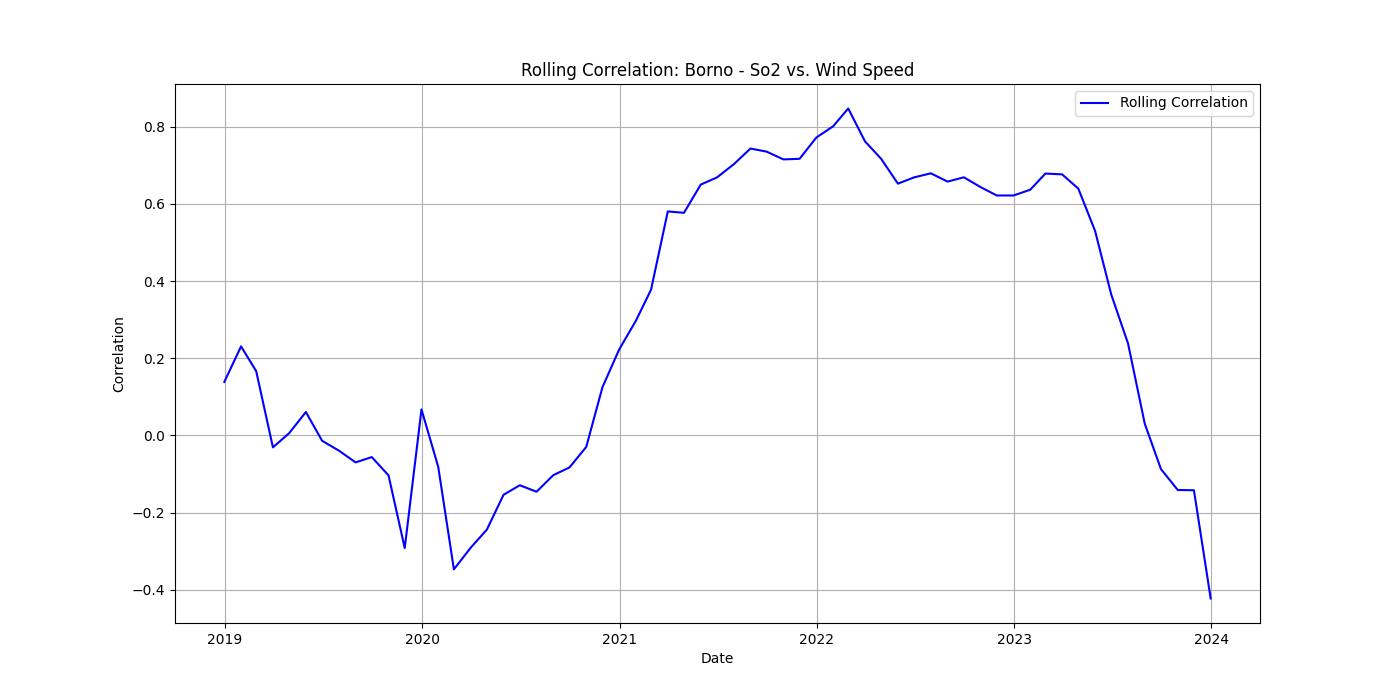 Rolling Correlation: Borno - So2 vs. Wind Speed
Rolling Correlation
0.8
0.6
0.4
0.2
0.0
−0.2
−0.4
Correlation
2019 2020 2021 2022 2023 2024
Date